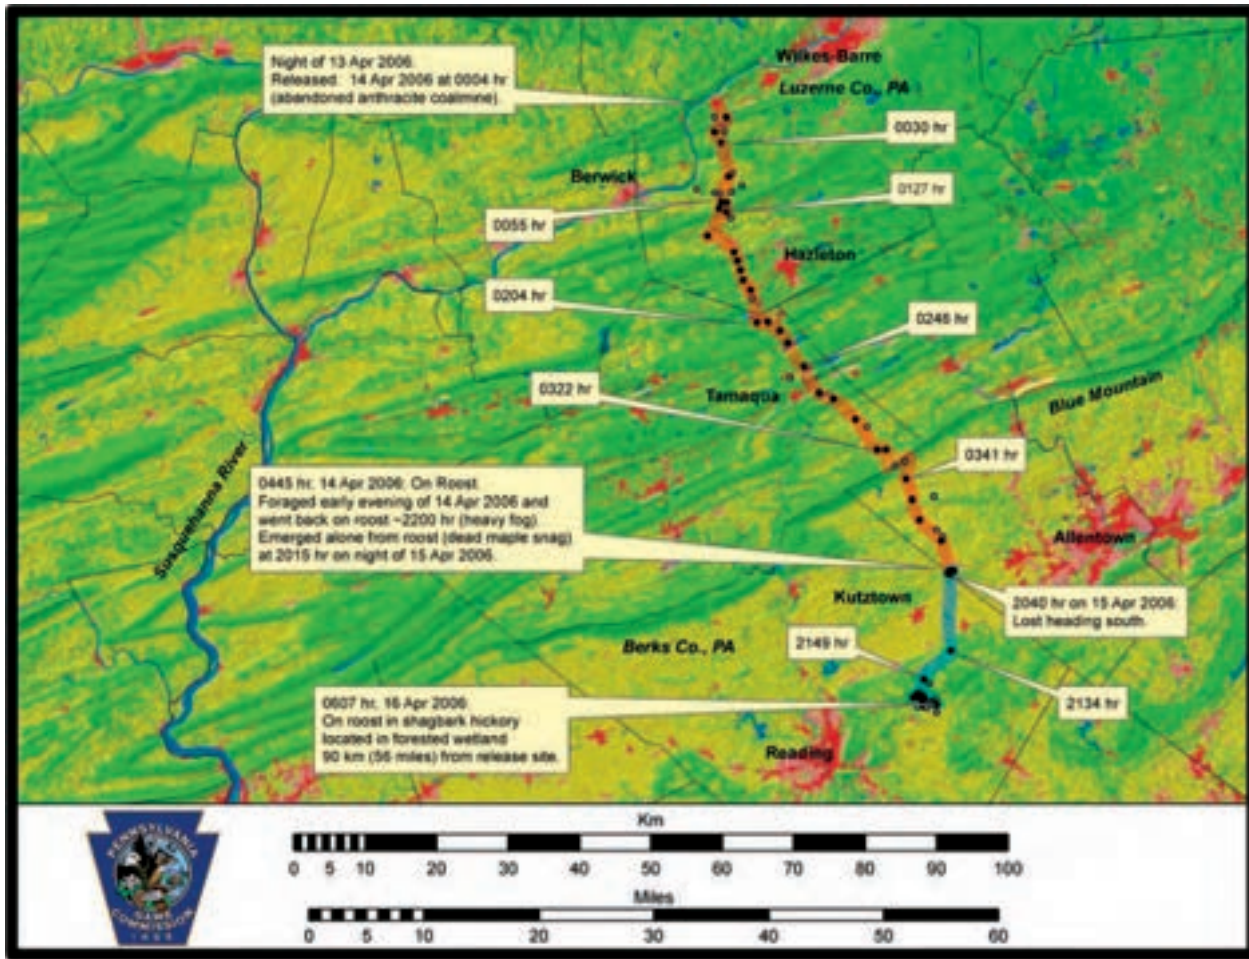 Night of 13 Apr 2006.
Released: 14 Apr 2006 at 0004 hr
(abandoned anthracite coalmine).
Wilkes-Barre
Luzerne Co., PA
0030 hr
Berwick
0127 hr
0055 hr
Hazleton
0204 hr
0246 hr
0322 hr
Tamaqua
Blue Mountain
0341 hr
Susquehanna River
0445 hr, 14 Apr 2006: On Roost.
Foraged early evening of 14 Apr 2006 and
went back on roost ~2200 hr (heavy fog).
Emerged alone from roost (dead maple snag)
at 2015 hr on night of 15 Apr 2006.
Allentown
Kutztown
2040 hr on 15 Apr 2006.
Lost heading south.
Berks Co., PA
2149 hr
2134 hr
0607 hr, 16 Apr 2006.
On roost in shagbark hickory
located in forested wetland
90 km (56 miles) from release site.
Reading
PENNSYLVANIA
GAME
COMMISSION
Km
0 5 10 20 30 40 50 60 70 80 90 100
Miles
0 5 10 20 30 40 50 60